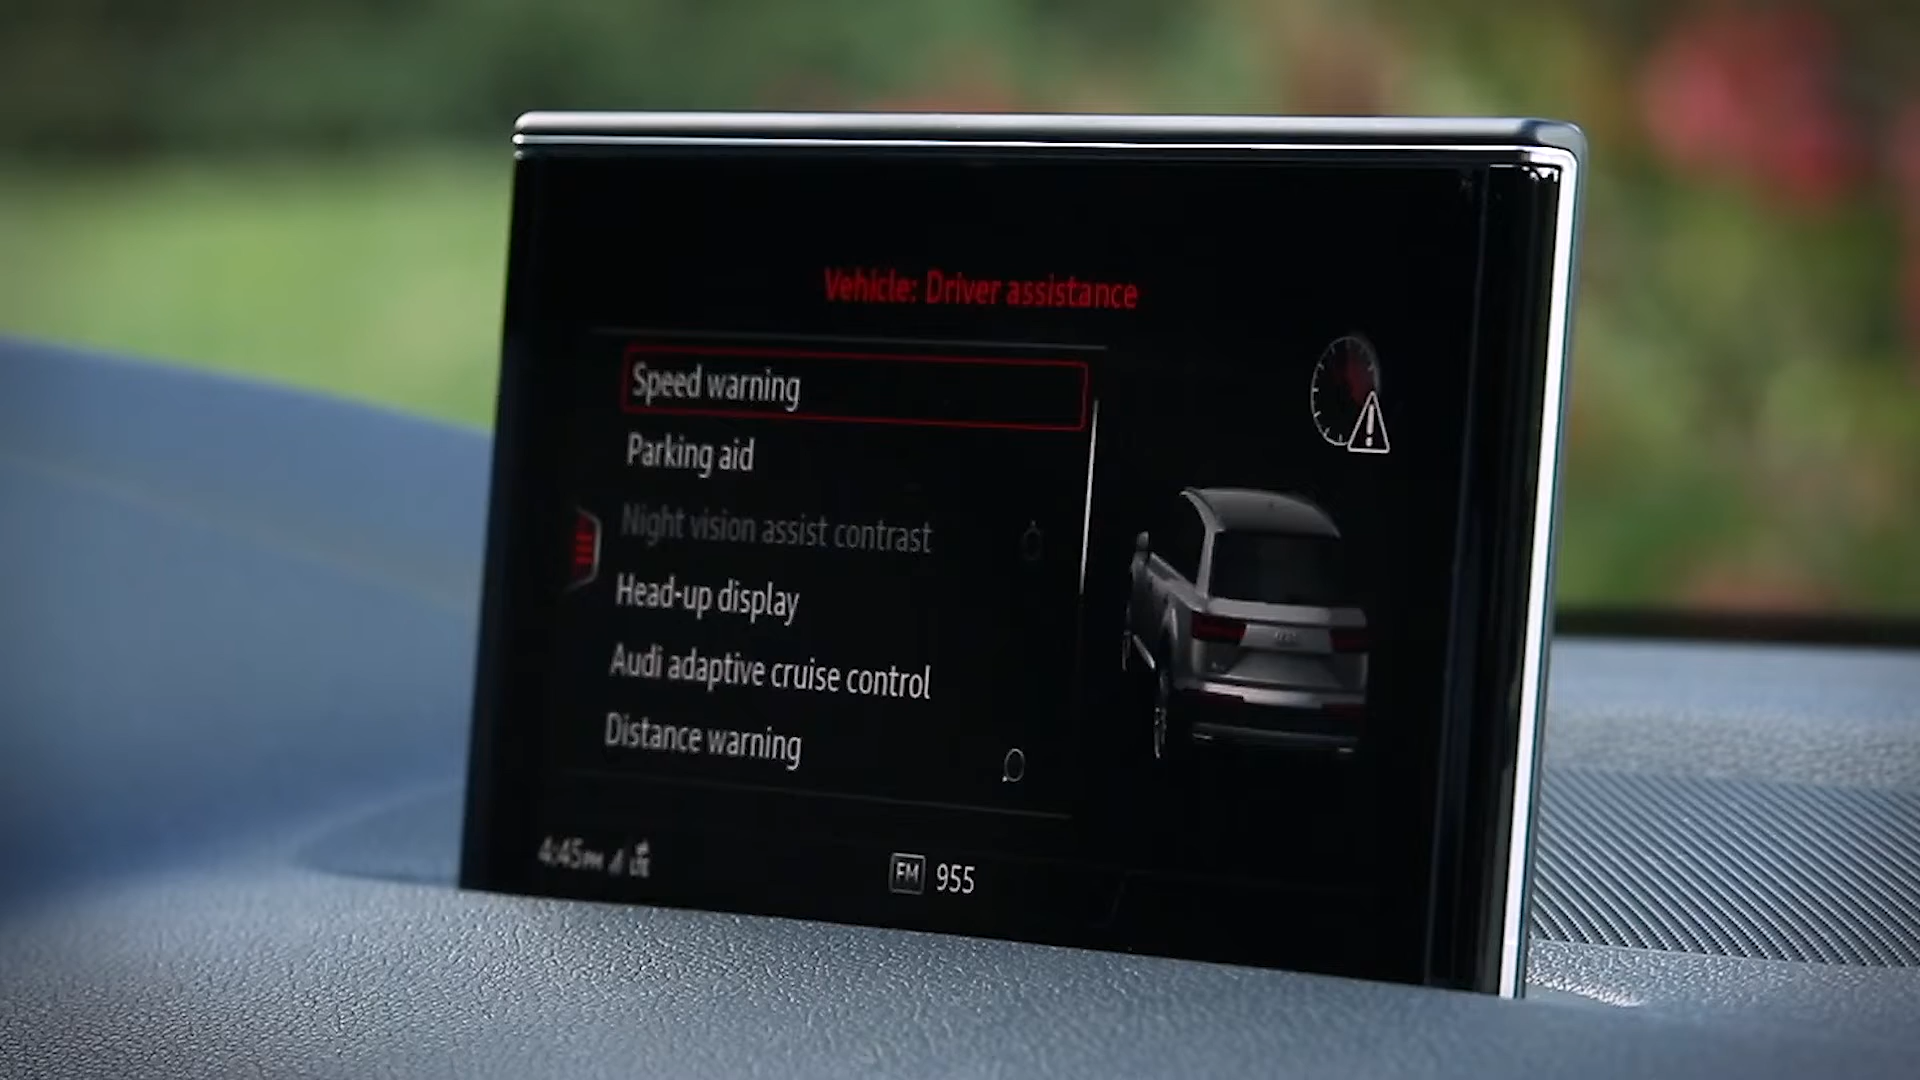 Vehicle: Driver assistance
Speed warning
Parking aid
Night vision assist contrast
Head-up display
Audi adaptive cruise control
Distance warning
4:45PM
FM 955